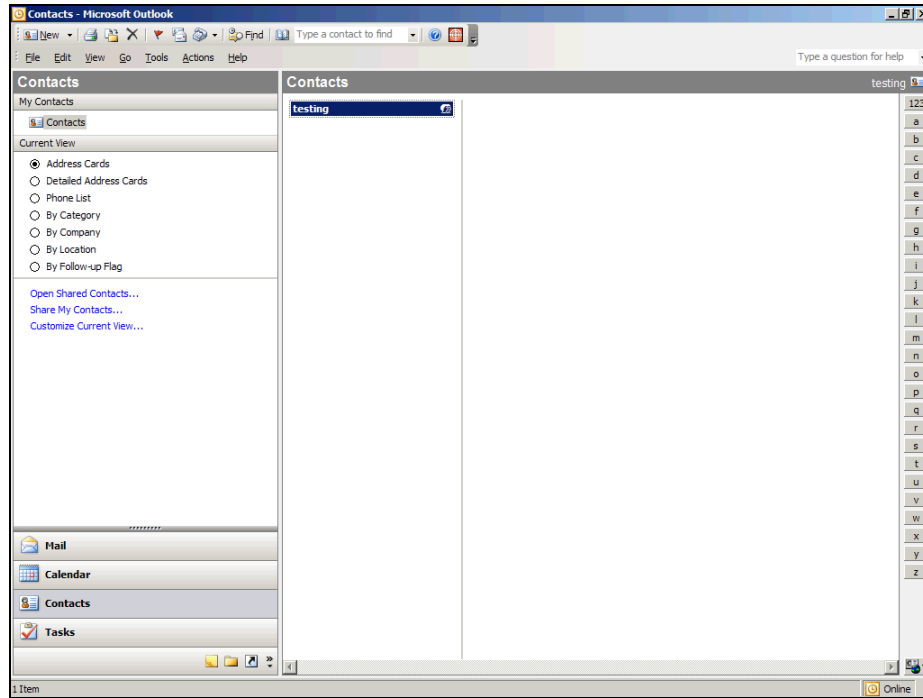 Contacts - Microsoft Outlook
New Find Type a contact to find
File Edit View Go Tools Actions Help Type a question for help
Contacts
My Contacts
Contacts
Current View
Address Cards
Detailed Address Cards
Phone List
By Category
By Company
By Location
By Follow-up Flag
Open Shared Contacts...
Share My Contacts...
Customize Current View...
Mail
Calendar
Contacts
Tasks
Contacts testing
testing
123
a
b
c
d
e
f
g
h
i
j
k
l
m
n
o
p
q
r
s
t
u
v
w
x
y
z
1 Item Online